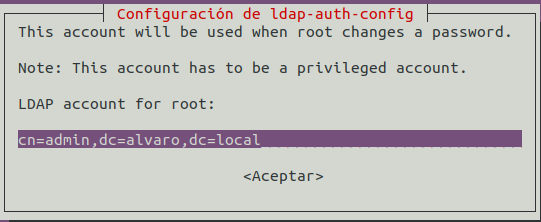 Configuración de ldap-auth-config
This account will be used when root changes a password.
Note: This account has to be a privileged account.
LDAP account for root:
cn=admin,dc=alvaro,dc=local
<Aceptar>